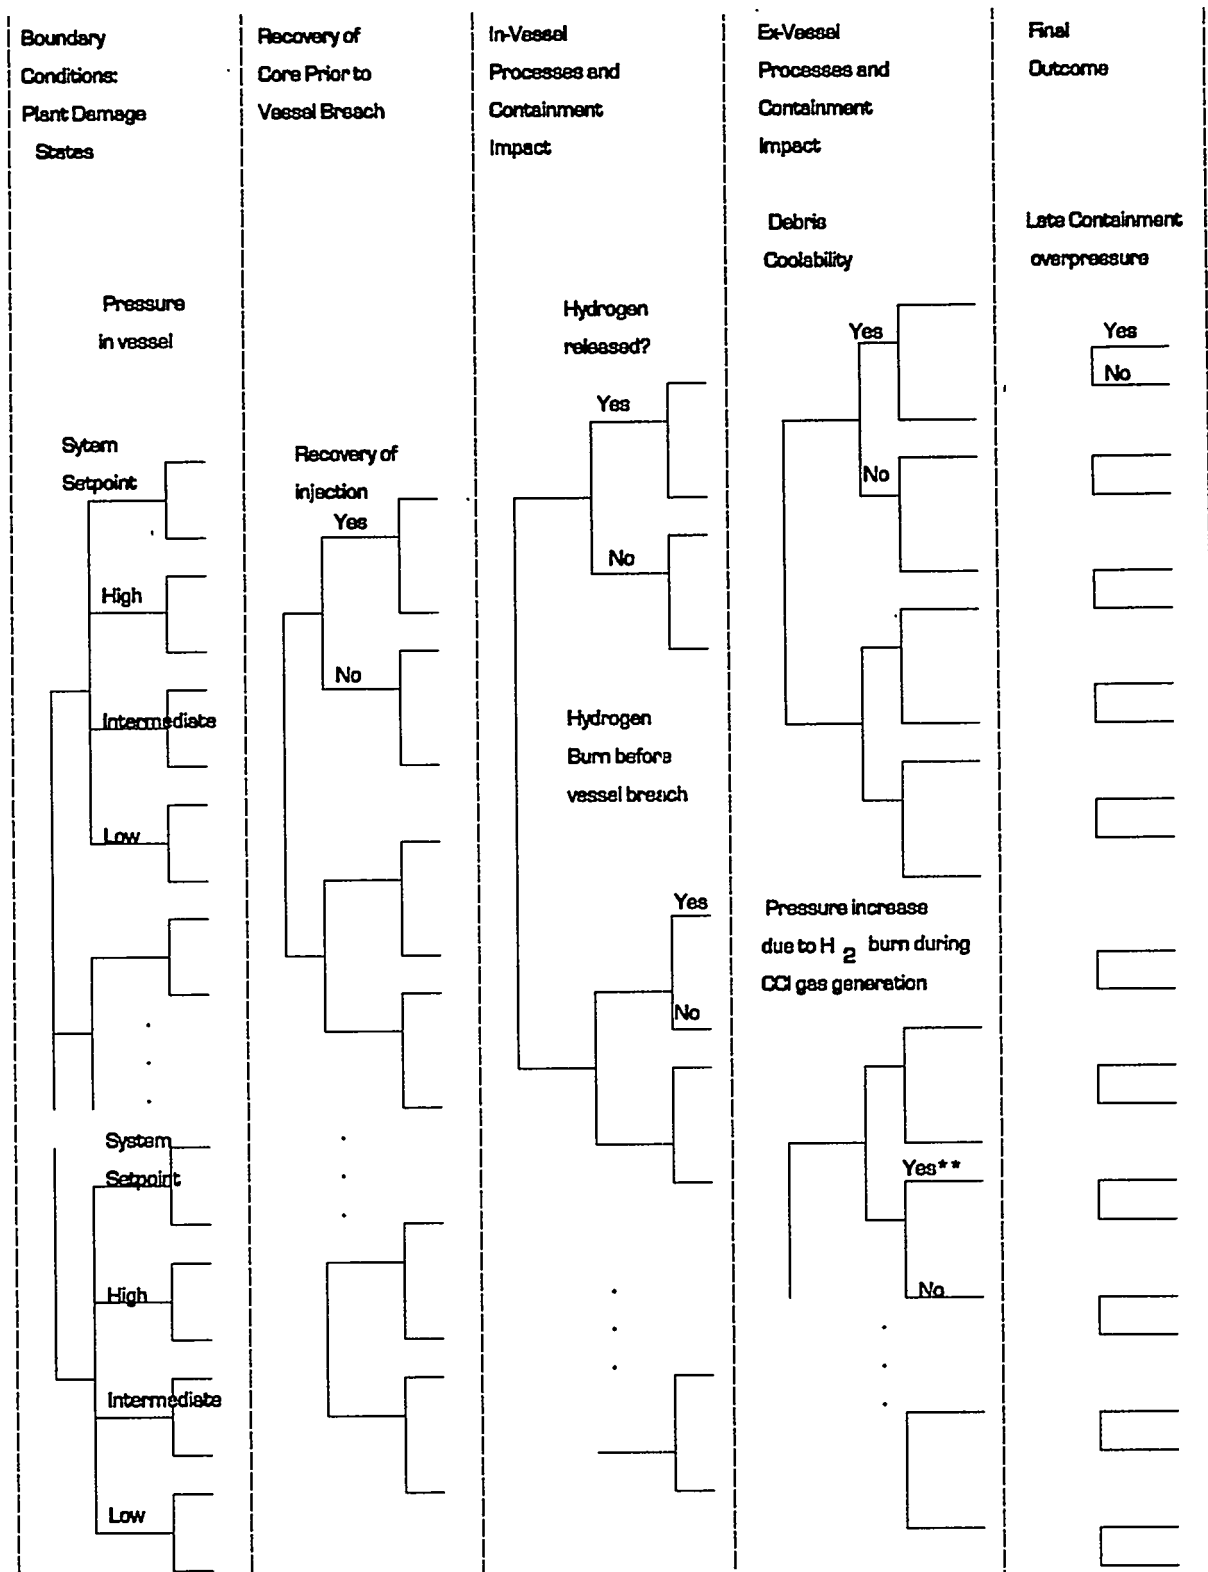 Boundary
Conditions:
Plant Damage
States
Pressure
in vessel
Sytem
Setpoint
High
Intermediate
Low
System
Setpoint
High
Intermediate
Low
Recovery of
Core Prior to
Vessel Breach
Recovery of
injection
Yes
No
In-Vessel
Processes and
Containment
Impact
Hydrogen
released?
Yes
No
Hydrogen
Burn before
vessel breach
Yes
No
Ex-Vessel
Processes and
Containment
Impact
Debris
Coolability
Yes
No
Pressure increase
due to H2 burn during
CCI gas generation
Yes**
No
Final
Outcome
Late Containment
overpressure
Yes
No